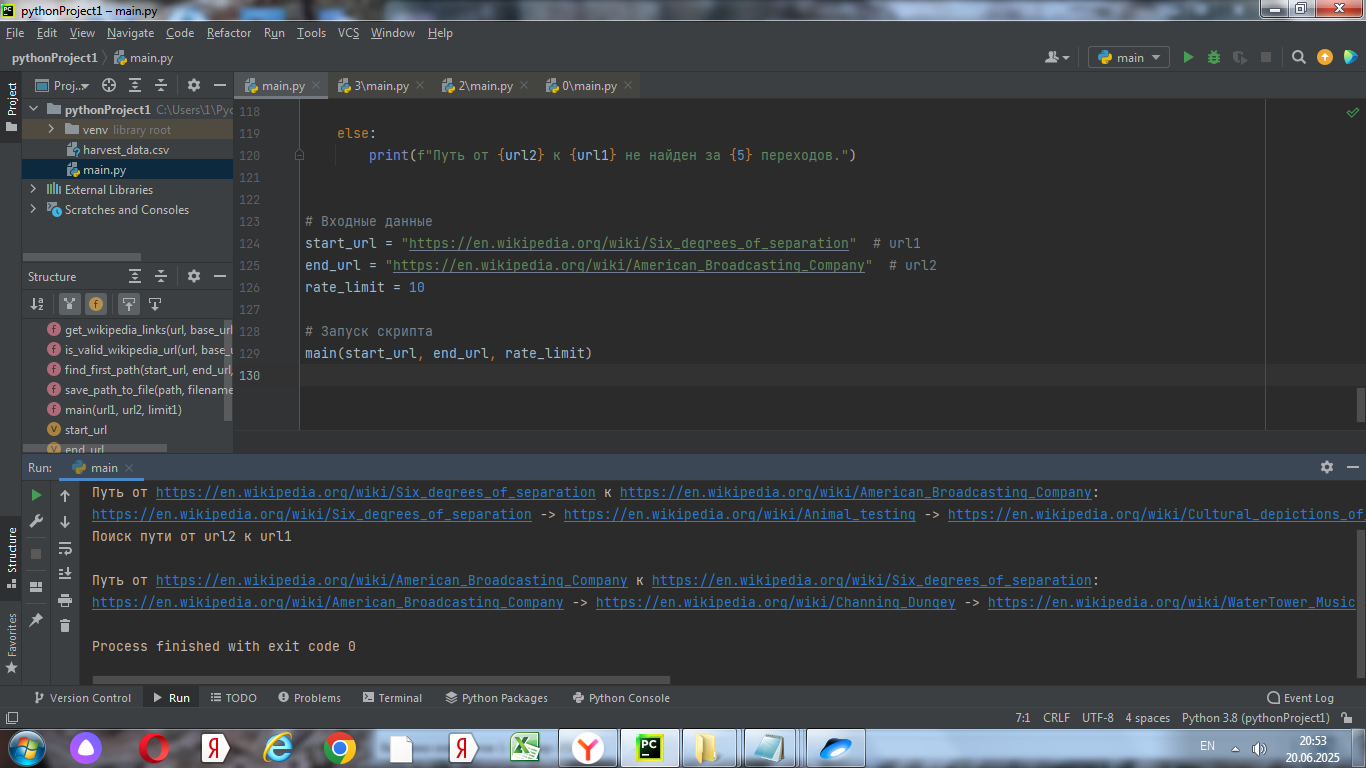 pythonProject1 – main.py
File Edit View Navigate Code Refactor Run Tools VCS Window Help
pythonProject1 main.py
main
Project
Proj...
main.py 3\main.py 2\main.py 0\main.py
pythonProject1 C:\Users\1\Pyc
venv library root
harvest_data.csv
main.py
External Libraries
Scratches and Consoles
Structure
get_wikipedia_links(url, base_url
is_valid_wikipedia_url(url, base_u
find_first_path(start_url, end_url,
save_path_to_file(path, filename
main(url1, url2, limit1)
start_url
end_url
118
119 else:
120 print(f"Путь от {url2} к {url1} не найден за {5} переходов.")
121
122
123 # Входные данные
124 start_url = "https://en.wikipedia.org/wiki/Six_degrees_of_separation" # url1
125 end_url = "https://en.wikipedia.org/wiki/American_Broadcasting_Company" # url2
126 rate_limit = 10
127
128 # Запуск скрипта
129 main(start_url, end_url, rate_limit)
130
Run: main
Путь от https://en.wikipedia.org/wiki/Six_degrees_of_separation к https://en.wikipedia.org/wiki/American_Broadcasting_Company:
https://en.wikipedia.org/wiki/Six_degrees_of_separation -> https://en.wikipedia.org/wiki/Animal_testing -> https://en.wikipedia.org/wiki/Cultural_depictions_of_
Поиск пути от url2 к url1
Путь от https://en.wikipedia.org/wiki/American_Broadcasting_Company к https://en.wikipedia.org/wiki/Six_degrees_of_separation:
https://en.wikipedia.org/wiki/American_Broadcasting_Company -> https://en.wikipedia.org/wiki/Channing_Dungey -> https://en.wikipedia.org/wiki/WaterTower_Music
Process finished with exit code 0
Structure
Favorites
Version Control Run TODO Problems Terminal Python Packages Python Console Event Log
7:1 CRLF UTF-8 4 spaces Python 3.8 (pythonProject1)
EN 20:53
20.06.2025